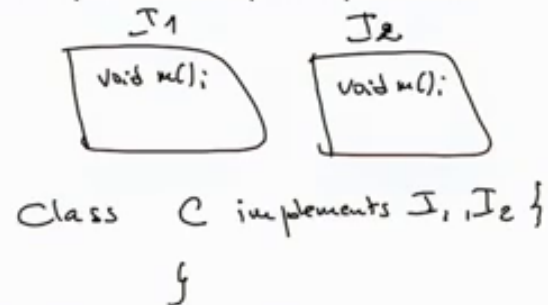 I1 I2
void m(); void m();
Class C implements I1, I2 {
}